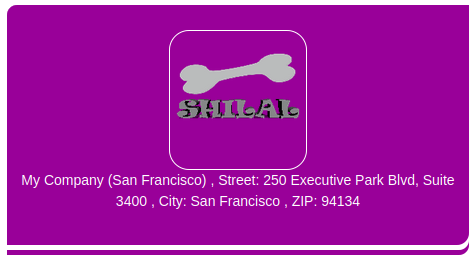 SHILAL
My Company (San Francisco) , Street: 250 Executive Park Blvd, Suite
3400 , City: San Francisco , ZIP: 94134